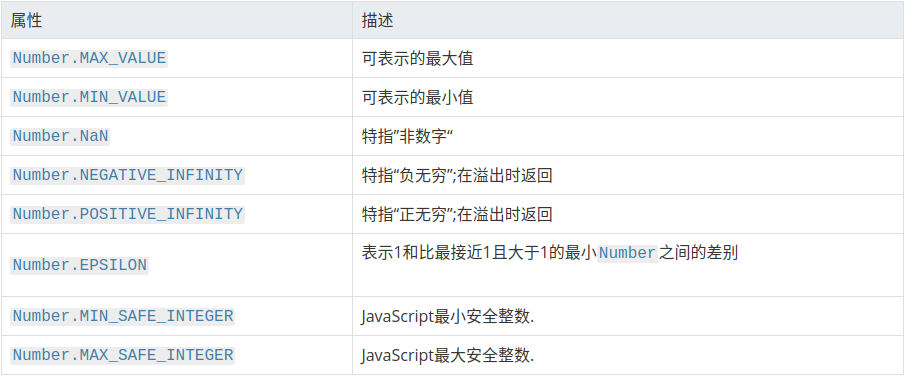 属性 描述
Number.MAX_VALUE 可表示的最大值
Number.MIN_VALUE 可表示的最小值
Number.NaN 特指”非数字“
Number.NEGATIVE_INFINITY 特指“负无穷”;在溢出时返回
Number.POSITIVE_INFINITY 特指“正无穷”;在溢出时返回
Number.EPSILON 表示1和比最接近1且大于1的最小Number之间的差别
Number.MIN_SAFE_INTEGER JavaScript最小安全整数.
Number.MAX_SAFE_INTEGER JavaScript最大安全整数.